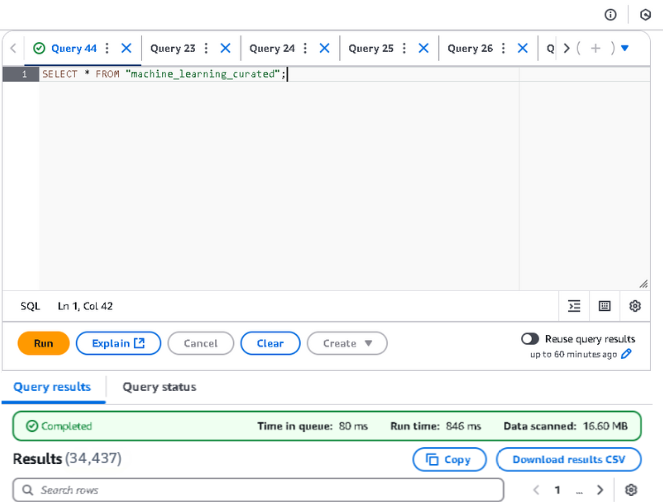 Query 44 Query 23 Query 24 Query 25 Query 26 Q
1 SELECT * FROM "machine_learning_curated";
SQL Ln 1, Col 42
Run Explain Cancel Clear Create Reuse query results
up to 60 minutes ago
Query results Query status
Completed Time in queue: 80 ms Run time: 846 ms Data scanned: 16.60 MB
Results (34,437) Copy Download results CSV
Search rows 1 ...